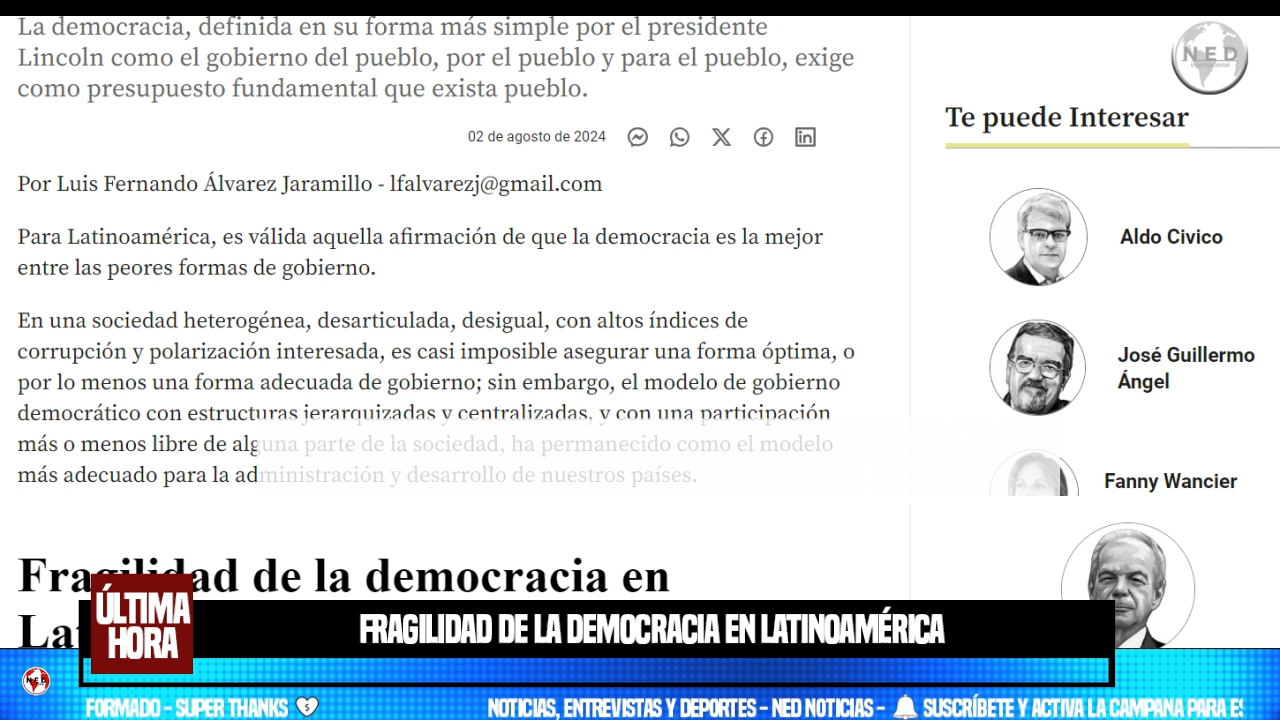 La democracia, definida en su forma más simple por el presidente
Lincoln como el gobierno del pueblo, por el pueblo y para el pueblo, exige
como presupuesto fundamental que exista pueblo.
02 de agosto de 2024
Por Luis Fernando Álvarez Jaramillo - lfalvarezj@gmail.com
Para Latinoamérica, es válida aquella afirmación de que la democracia es la mejor
entre las peores formas de gobierno.
En una sociedad heterogénea, desarticulada, desigual, con altos índices de
corrupción y polarización interesada, es casi imposible asegurar una forma óptima, o
por lo menos una forma adecuada de gobierno; sin embargo, el modelo de gobierno
democrático con estructuras jerarquizadas y centralizadas, y con una participación
más o menos libre de alguna parte de la sociedad, ha permanecido como el modelo
más adecuado para la administración y desarrollo de nuestros países.
NED
international
Te puede Interesar
Aldo Civico
José Guillermo
Ángel
Fanny Wancier
Fragilidad de la democracia en
Lat
ÚLTIMA
HORA
FRAGILIDAD DE LA DEMOCRACIA EN LATINOAMÉRICA
NED
FORMADO - SUPER THANKS
NOTICIAS, ENTREVISTAS Y DEPORTES - NED NOTICIAS -
SUSCRÍBETE Y ACTIVA LA CAMPANA PARA ES